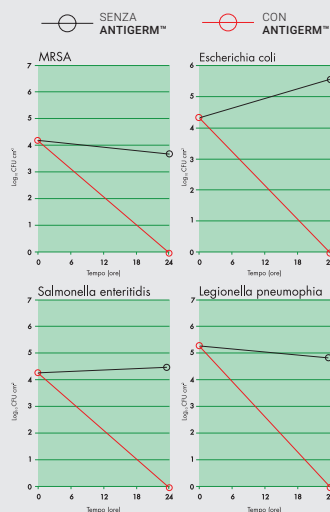 SENZA
ANTIGERM™
CON
ANTIGERM™
MRSA
7
6
5
4
3
2
1
0
Log₁₀ CFU cm²
0 6 12 18 24
Tempo (ore)
Escherichia coli
6
5
4
3
2
1
0
Log₁₀ CFU cm²
0 6 12 18 2
Tempo (ore)
Salmonella enteritidis
7
6
5
4
3
2
1
0
Log₁₀ CFU cm²
0 6 12 18 24
Tempo (ore)
Legionella pneumophia
7
6
5
4
3
2
1
0
Log₁₀ CFU cm²
0 6 12 18 2
Tempo (ore)